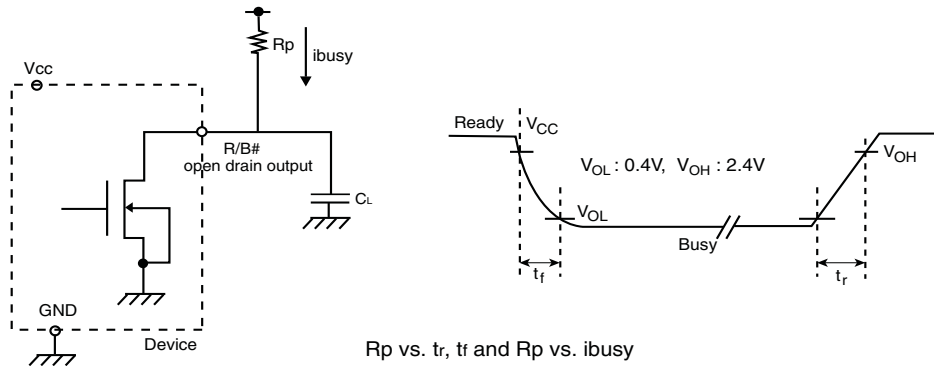 Rp
ibusy
Vcc
R/B#
open drain output
CL
GND
Device
Ready
VCC
VOL : 0.4V, VOH : 2.4V
VOH
VOL
Busy
tf
tr
Rp vs. tr, tf and Rp vs. ibusy